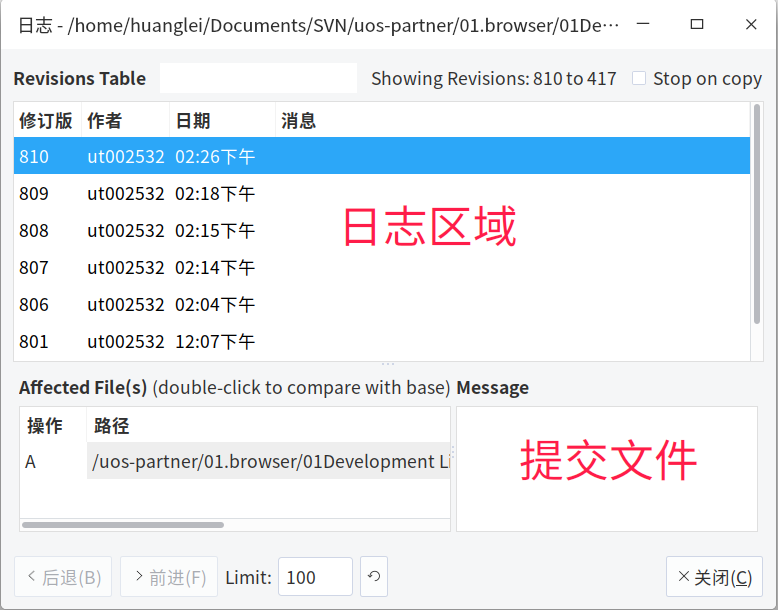 日志 - /home/huanglei/Documents/SVN/uos-partner/01.browser/01De···
Revisions Table Showing Revisions: 810 to 417 Stop on copy
修订版 作者 日期 消息
810 ut002532 02:26下午
809 ut002532 02:18下午
808 ut002532 02:15下午
807 ut002532 02:14下午
806 ut002532 02:04下午
801 ut002532 12:07下午
日志区域
Affected File(s) (double-click to compare with base) Message
操作 路径
A /uos-partner/01.browser/01Development Li
提交文件
后退(B) 前进(F) Limit: 100 关闭(C)